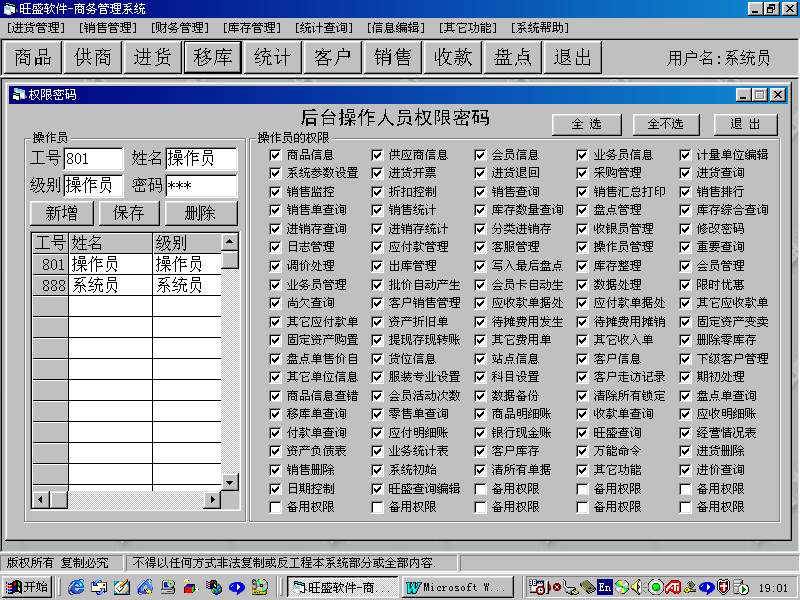 旺盛软件-商务管理系统
[进货管理] [销售管理] [财务管理] [库存管理] [统计查询] [信息编辑] [其它功能] [系统帮助]
商品 供商 进货 移库 统计 客户 销售 收款 盘点 退出 用户名:系统员
权限密码
后台操作人员权限密码
全 选 全不选 退 出
操作员
工号 801 姓名 操作员
级别 操作员 密码 ***
新增 保存 删除
工号 姓名 级别
801 操作员 操作员
888 系统员 系统员
操作员的权限
商品信息 供应商信息 会员信息 业务员信息 计量单位编辑
系统参数设置 进货开票 进货退回 采购管理 进货查询
销售监控 折扣控制 销售查询 销售汇总打印 销售排行
销售单查询 销售统计 库存数量查询 盘点管理 库存综合查询
进销存查询 进销存统计 分类进销存 收银员管理 修改密码
日志管理 应付款管理 客服管理 操作员管理 重要查询
调价处理 出库管理 写入最后盘点 库存整理 会员管理
业务员管理 批价自动产生 会员卡自动生 数据处理 限时优惠
尚欠查询 客户销售管理 应收款单据处 应付款单据处 其它应收款单
其它应付款单 资产折旧单 待摊费用发生 待摊费用摊销 固定资产变卖
固定资产购置 提现存现转账 其它费用单 其它收入单 删除零库存
盘点单售价自 货位信息 站点信息 客户信息 下级客户管理
其它单位信息 服装专业设置 科目设置 客户走访记录 期初处理
商品信息查错 会员活动次数 数据备份 清除所有锁定 盘点单查询
移库单查询 零售单查询 商品明细账 收款单查询 应收明细账
付款单查询 应付明细账 银行现金账 旺盛查询 经营情况表
资产负债表 业务统计表 客户库存 万能命令 进货删除
销售删除 系统初始 清所有单据 其它功能 进价查询
日期控制 旺盛查询编辑 备用权限 备用权限 备用权限
备用权限 备用权限 备用权限 备用权限 备用权限
版权所有 复制必究 不得以任何方式非法复制或反工程本系统部分或全部内容.
开始 旺盛软件-商... Microsoft W... En 19:01